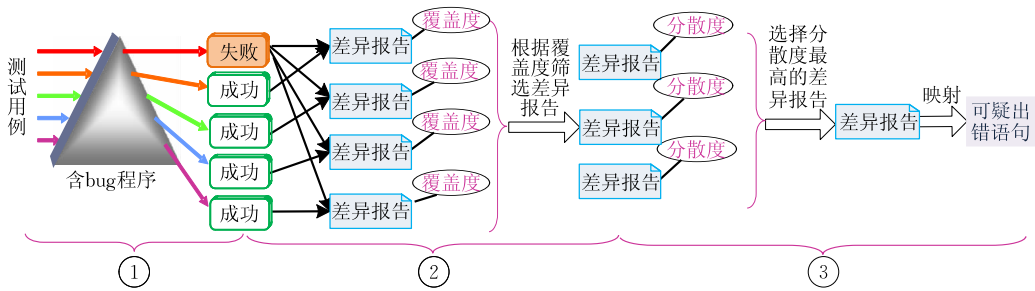 测试用例
含bug程序
失败
成功
成功
成功
成功
差异报告
差异报告
差异报告
差异报告
覆盖度
覆盖度
覆盖度
覆盖度
根据覆
盖度筛
选差异
报告
差异报告
差异报告
差异报告
分散度
分散度
分散度
选择分
散度最
高的差
异报告
差异报告
映射
可疑出
错语句
1
2
3